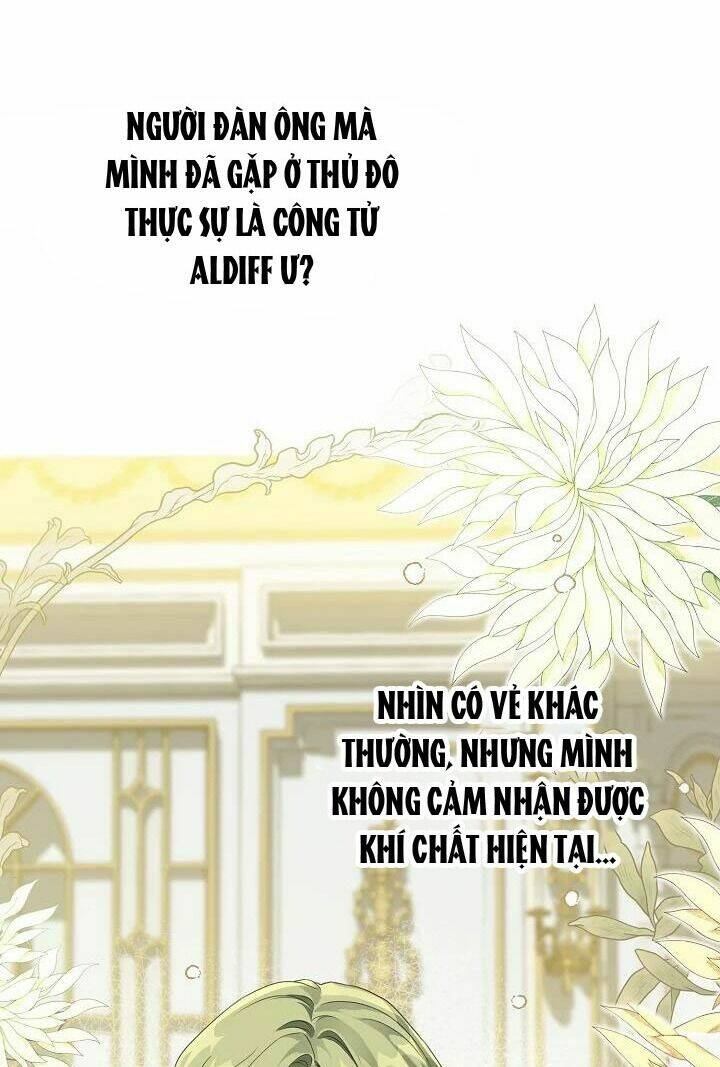 NGƯỜI ĐÀN ÔNG MÀ
MÌNH ĐÃ GẶP Ở THỦ ĐÔ
THỰC SỰ LÀ CÔNG TỬ
ALDIFF Ư?
NHÌN CÓ VẺ KHÁC
THƯỜNG, NHƯNG MÌNH
KHÔNG CẢM NHẬN ĐƯỢC
KHÍ CHẤT HIỆN TẠI...